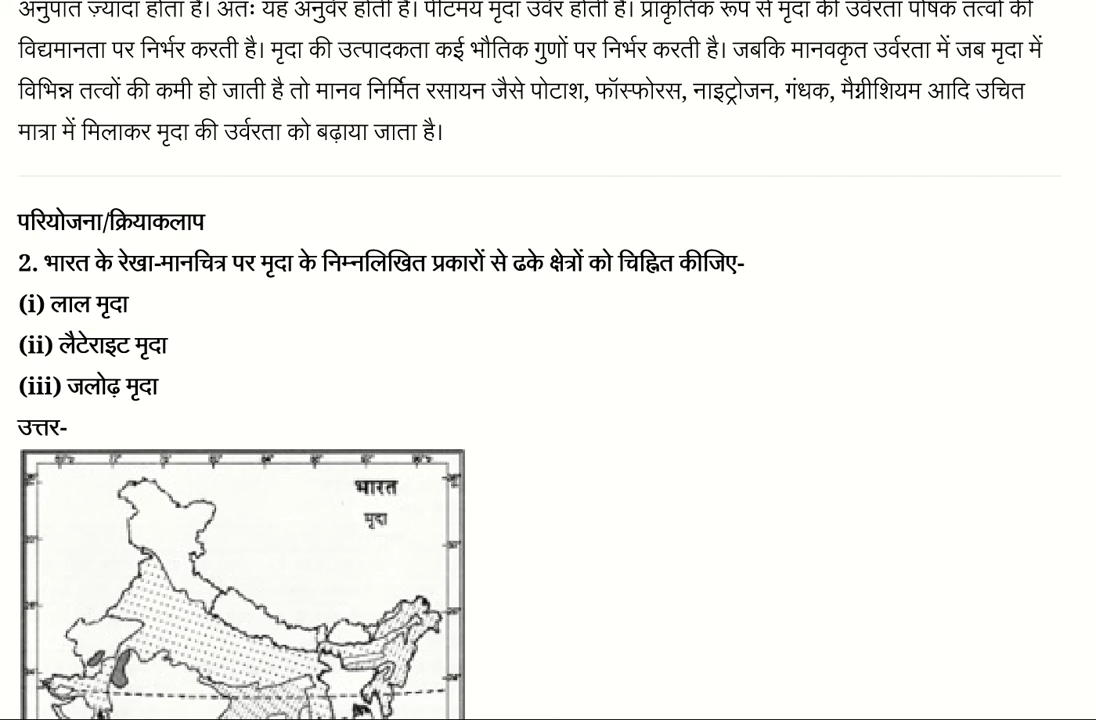 अनुपात ज़्यादा होता है। अतः यह अनुर्वर होती है। पीटमय मृदा उर्वर होती है। प्राकृतिक रूप से मृदा की उर्वरता पोषक तत्वों की
विद्यमानता पर निर्भर करती है। मृदा की उत्पादकता कई भौतिक गुणों पर निर्भर करती है। जबकि मानवकृत उर्वरता में जब मृदा में
विभिन्न तत्वों की कमी हो जाती है तो मानव निर्मित रसायन जैसे पोटाश, फॉस्फोरस, नाइट्रोजन, गंधक, मैग्नीशियम आदि उचित
मात्रा में मिलाकर मृदा की उर्वरता को बढ़ाया जाता है।
परियोजना/क्रियाकलाप
2. भारत के रेखा-मानचित्र पर मृदा के निम्नलिखित प्रकारों से ढके क्षेत्रों को चिह्नित कीजिए-
(i) लाल मृदा
(ii) लैटेराइट मृदा
(iii) जलोढ़ मृदा
उत्तर-
भारत
मृदा